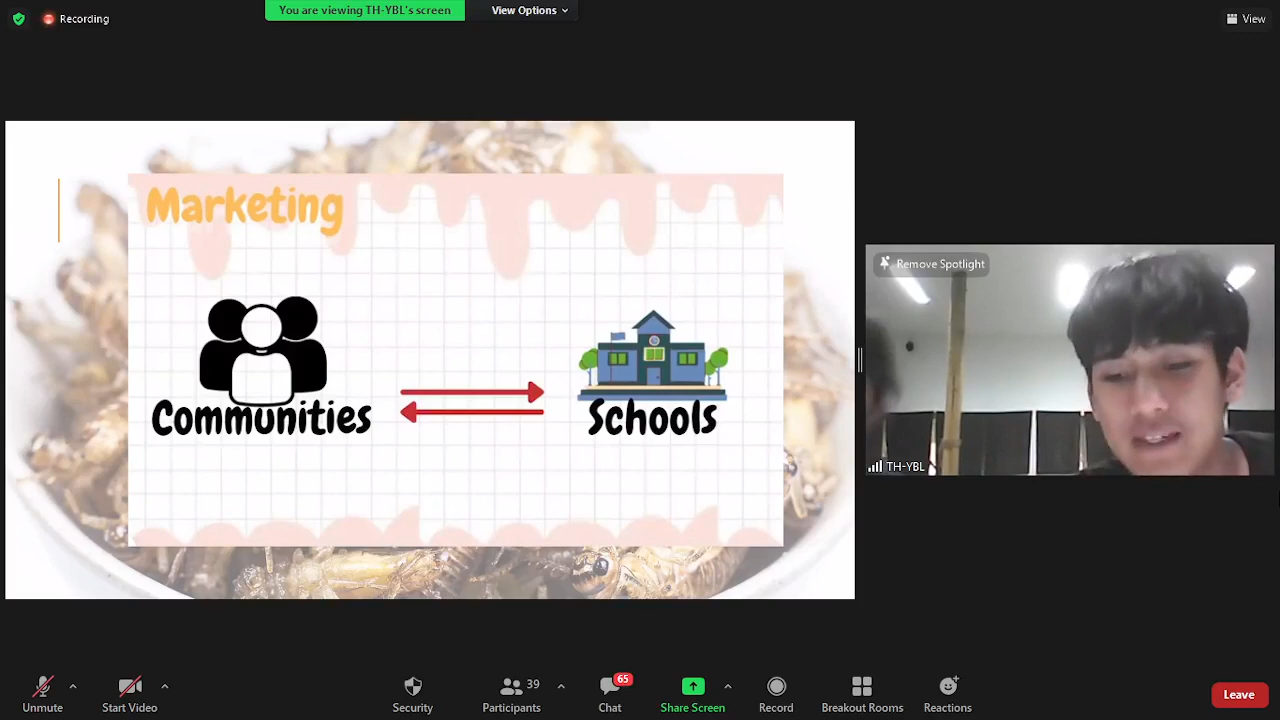 Recording
You are viewing TH-YBL's screen
View Options
View
Marketing
Communities
Schools
Remove Spotlight
TH-YBL
Unmute
Start Video
Security
39
Participants
65
Chat
Share Screen
Record
Breakout Rooms
Reactions
Leave